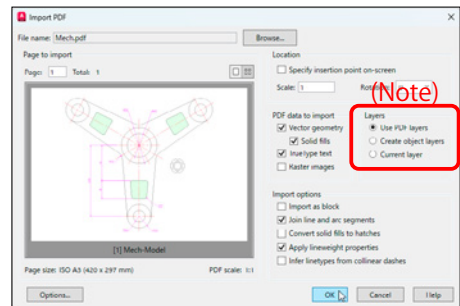 Import PDF
File name: Mech.pdf Browse...
Page to import
Page: 1 Total: 1
[1] Mech-Model
Page size: ISO A3 (420 x 297 mm) PDF scale: 1:1
Location
Specify insertion point on-screen
Scale: 1
(Note)
PDF data to import
Vector geometry
Solid fills
TrueType text
Raster images
Layers
Use PDF layers
Create object layers
Current layer
Import options
Import as block
Join line and arc segments
Convert solid fills to hatches
Apply lineweight properties
Infer linetypes from collinear dashes
Options... OK Cancel Help